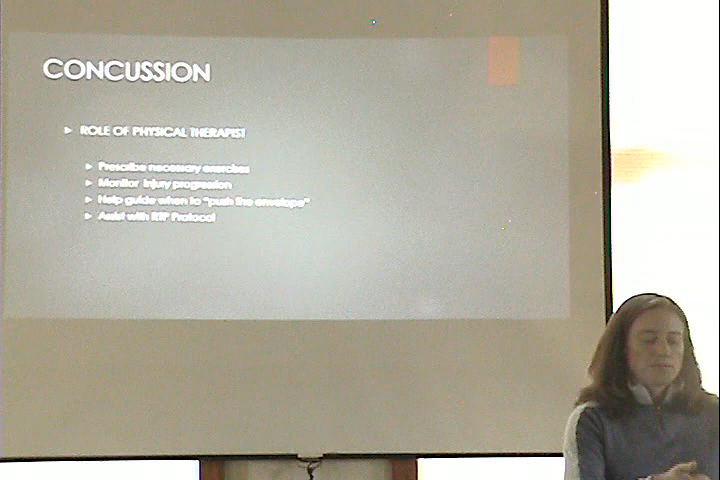 CONCUSSION
ROLE OF PHYSICAL THERAPIST
Prescribe necessary exercises
Monitor injury progression
Help guide when to "push the envelope"
Assist with RTP Protocol